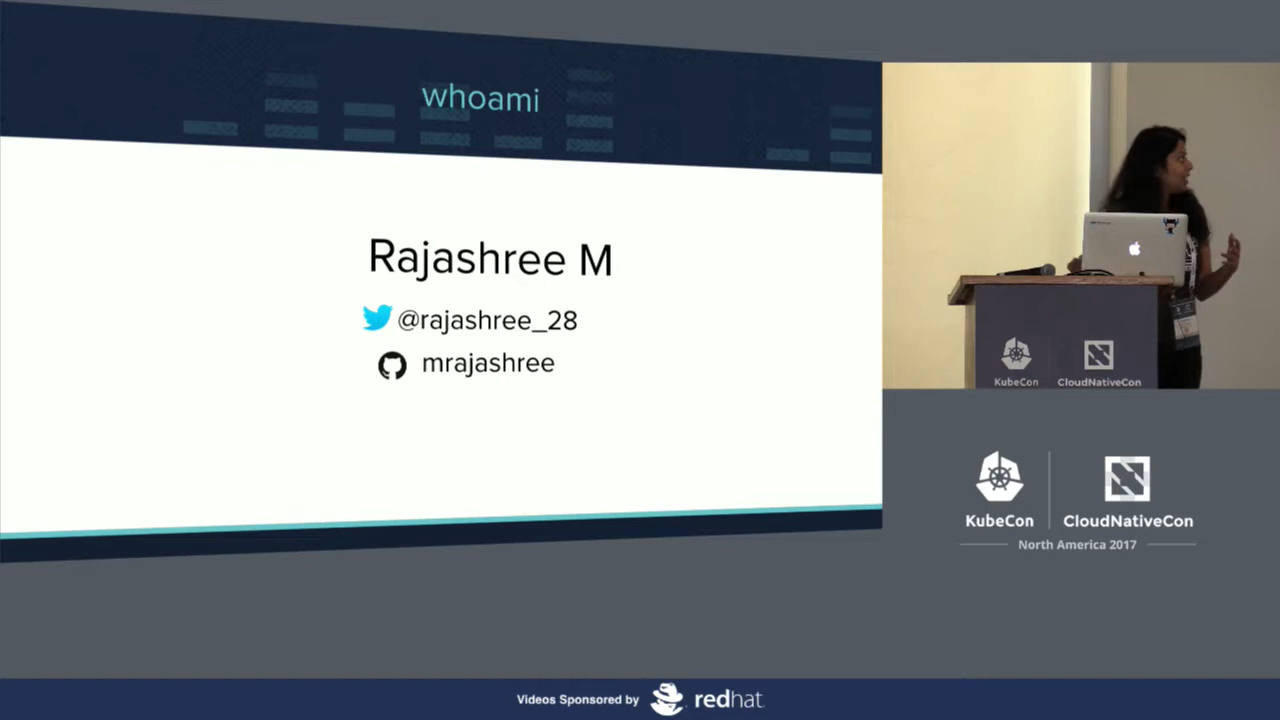 whoami
Rajashree M
@rajashree_28
mrajashree
KubeCon
CloudNativeCon
KubeCon
CloudNativeCon
North America 2017
Videos Sponsored by redhat.